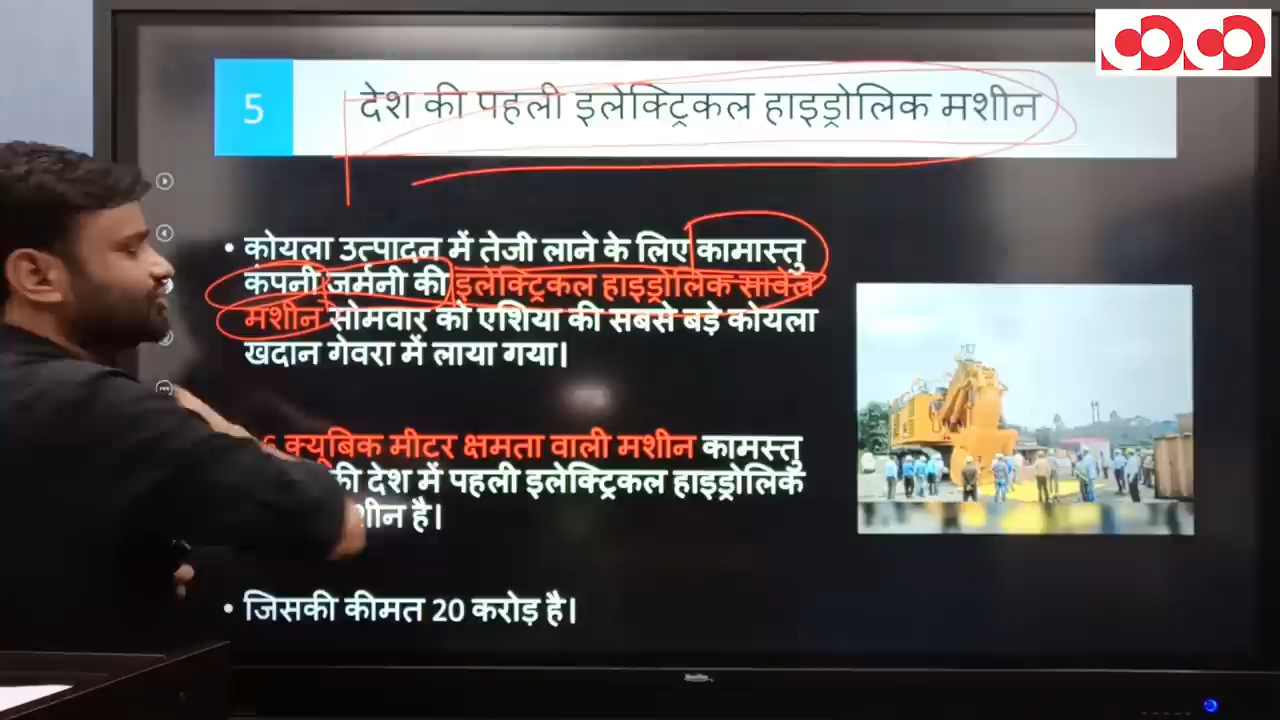 5
देश की पहली इलेक्ट्रिकल हाइड्रोलिक मशीन
• कोयला उत्पादन में तेजी लाने के लिए कामास्तु
कंपनी जर्मनी की इलेक्ट्रिकल हाइड्रोलिक सावेल
मशीन सोमवार को एशिया की सबसे बड़े कोयला
खदान गेवरा में लाया गया।
क्यूबिक मीटर क्षमता वाली मशीन कामस्तु
की देश में पहली इलेक्ट्रिकल हाइड्रोलिक
है।
• जिसकी कीमत 20 करोड़ है।